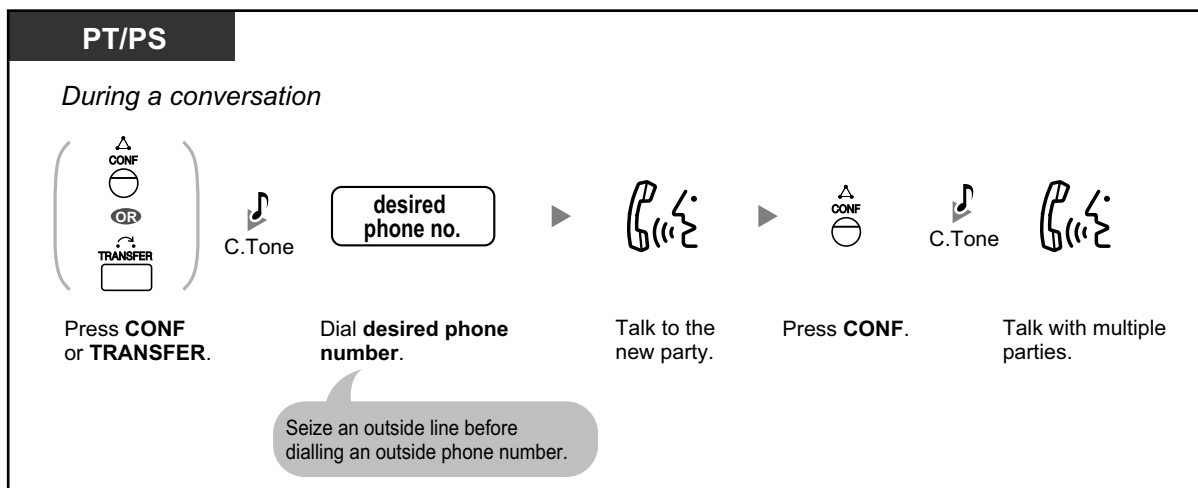 PT/PS
During a conversation
CONF
OR
TRANSFER
C.Tone
desired
phone no.
CONF
C.Tone
Press CONF
or TRANSFER.
Dial desired phone
number.
Talk to the
new party.
Press CONF.
Talk with multiple
parties.
Seize an outside line before
dialling an outside phone number.